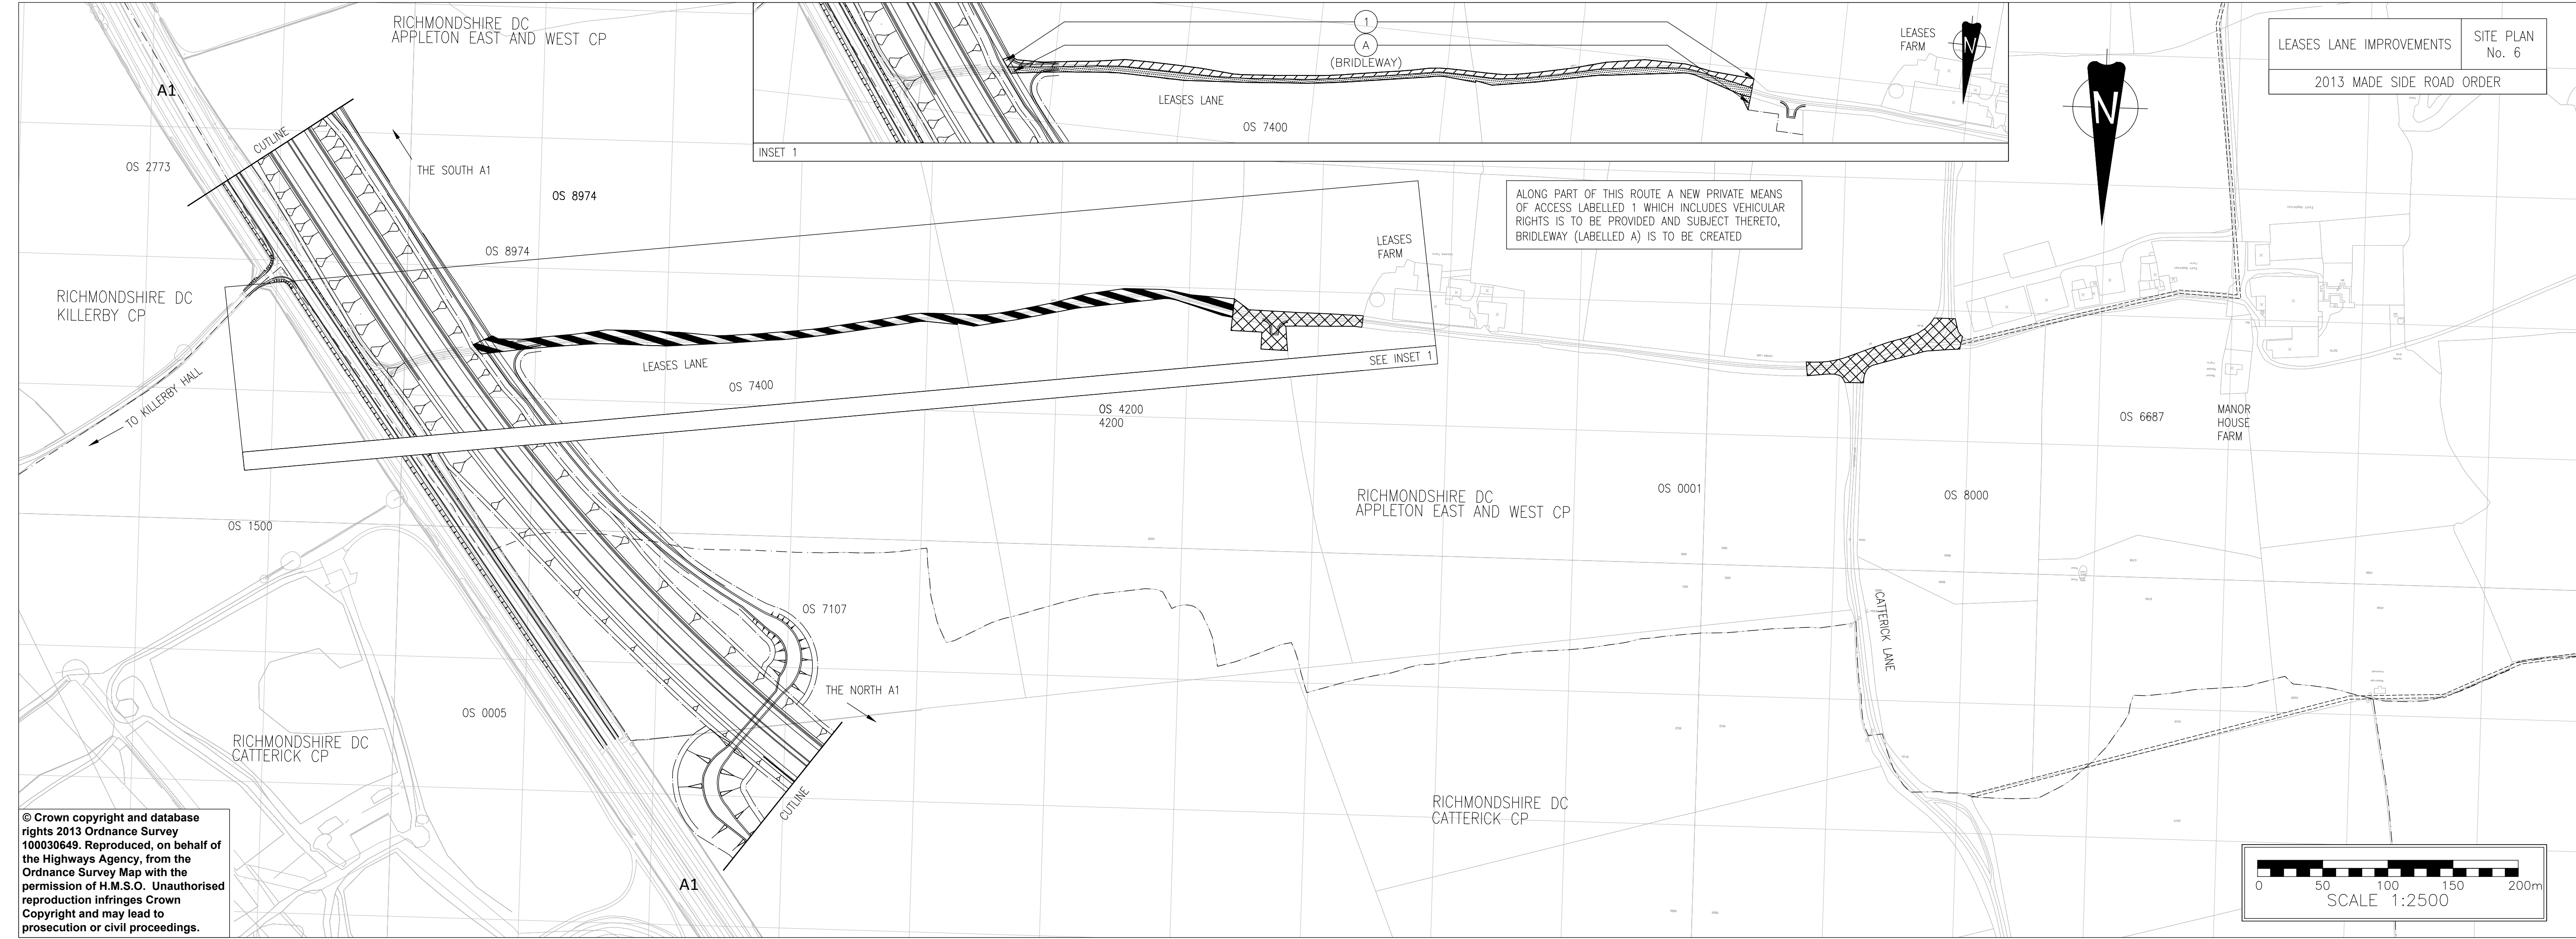 RICHMONDSHIRE DC
APPLETON EAST AND WEST CP
A1
CUTLINE
OS 2773
THE SOUTH A1
OS 8974
OS 8974
RICHMONDSHIRE DC
KILLERBY CP
TO KILLERBY HALL
LEASES LANE
OS 7400
1
A
(BRIDLEWAY)
LEASES LANE
OS 7400
LEASES
FARM
N
INSET 1
LEASES LANE IMPROVEMENTS
SITE PLAN
No. 6
2013 MADE SIDE ROAD ORDER
N
ALONG PART OF THIS ROUTE A NEW PRIVATE MEANS
OF ACCESS LABELLED 1 WHICH INCLUDES VEHICULAR
RIGHTS IS TO BE PROVIDED AND SUBJECT THERETO,
BRIDLEWAY (LABELLED A) IS TO BE CREATED
LEASES
FARM
SEE INSET 1
OS 4200
4200
OS 6687
MANOR
HOUSE
FARM
RICHMONDSHIRE DC
APPLETON EAST AND WEST CP
OS 0001
OS 8000
OS 1500
OS 7107
CATTERICK LANE
THE NORTH A1
OS 0005
RICHMONDSHIRE DC
CATTERICK CP
CUTLINE
A1
RICHMONDSHIRE DC
CATTERICK CP
© Crown copyright and database
rights 2013 Ordnance Survey
100030649. Reproduced, on behalf of
the Highways Agency, from the
Ordnance Survey Map with the
permission of H.M.S.O. Unauthorised
reproduction infringes Crown
Copyright and may lead to
prosecution or civil proceedings.
0 50 100 150 200m
SCALE 1:2500